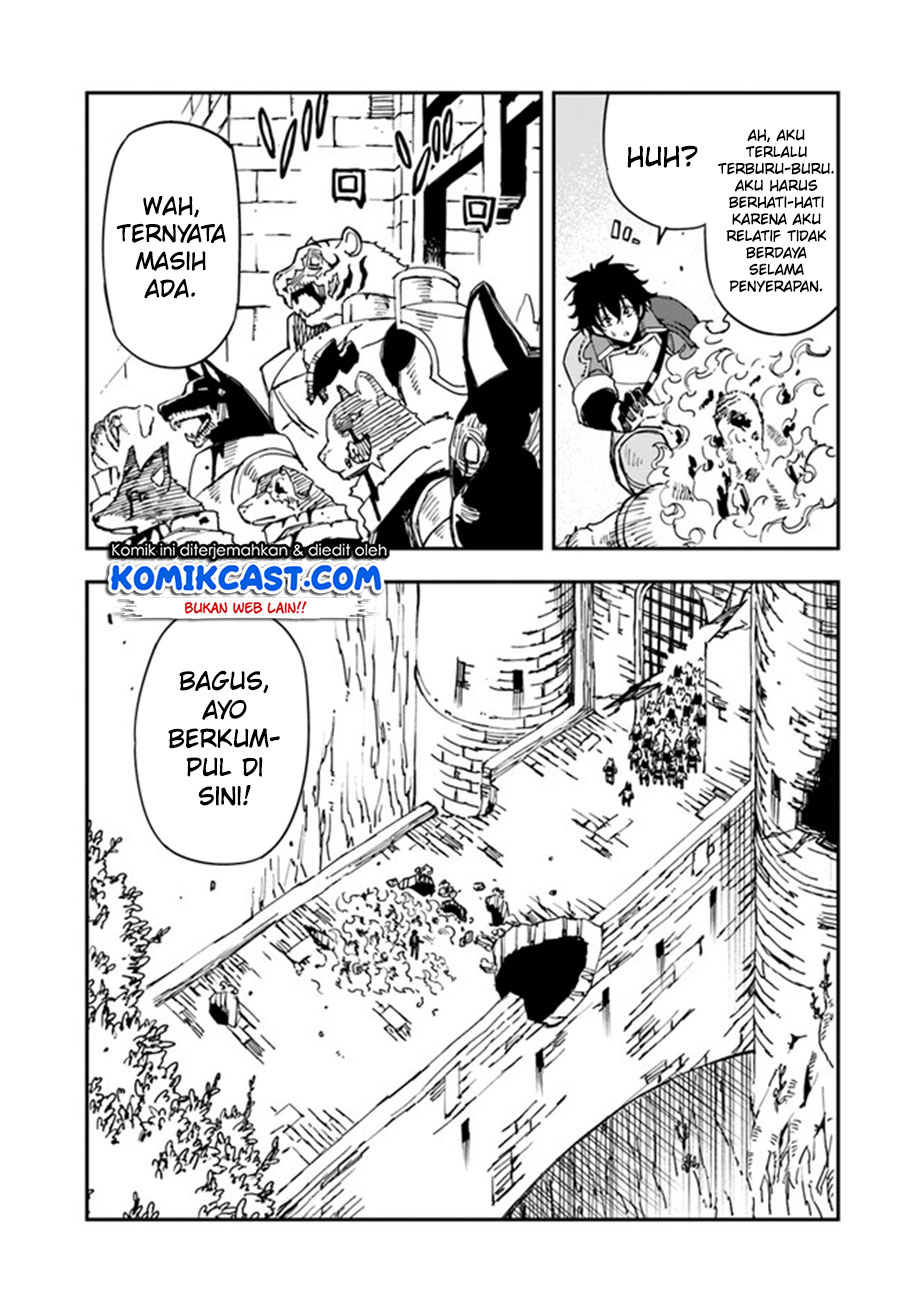 AH, AKU
TERLALU
TERBURU-BURU.
AKU HARUS
BERHATI-HATI
KARENA AKU
RELATIF TIDAK
BERDAYA
SELAMA
PENYERAPAN.
HUH?
WAH,
TERNYATA
MASIH
ADA.
Komik ini diterjemahkan & diedit oleh
KOMIKCAST.COM
BUKAN WEB LAIN!!
BAGUS,
AYO
BERKUM-
PUL DI
SINI!